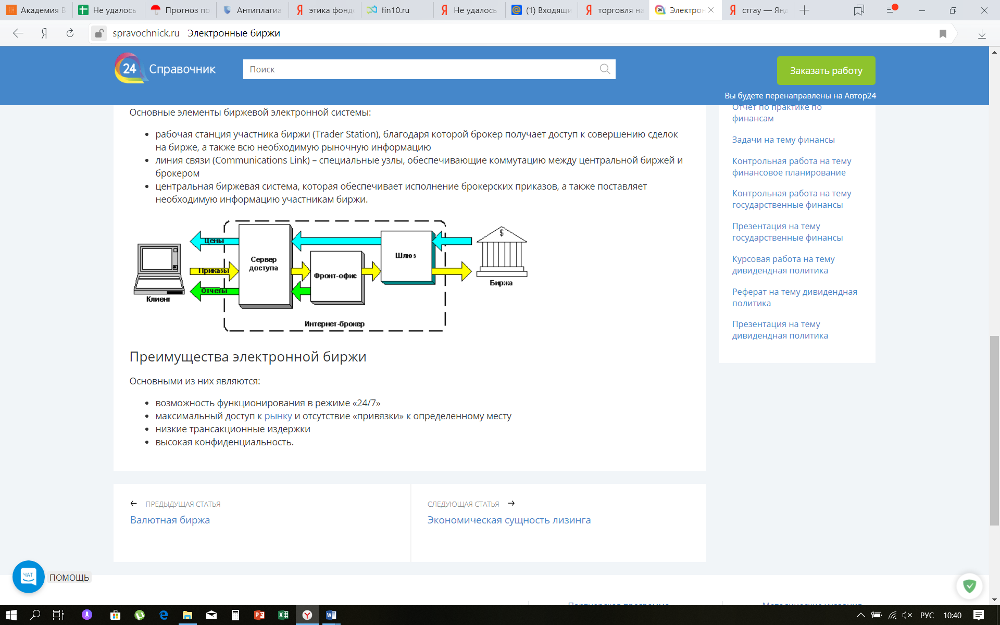 Академия В
Не удалось
Прогноз по
Антиплагиа
этика фондо
fin10.ru
Не удалось
(1) Входящи
торговля на
Электрон
стгау — Янд
spravochnick.ru Электронные биржи
24 Справочник
Поиск
Заказать работу
Вы будете перенаправлены на Автор24
Основные элементы биржевой электронной системы:
рабочая станция участника биржи (Trader Station), благодаря которой брокер получает доступ к совершению сделок
на бирже, а также всю необходимую рыночную информацию
линия связи (Communications Link) – специальные узлы, обеспечивающие коммутацию между центральной биржей и
брокером
центральная биржевая система, которая обеспечивает исполнение брокерских приказов, а также поставляет
необходимую информацию участникам биржи.
Цены
Приказы
Отчеты
Клиент
Сервер
доступа
Фронт-офис
Шлюз
$
Биржа
Интернет-брокер
Преимущества электронной биржи
Основными из них являются:
возможность функционирования в режиме «24/7»
максимальный доступ к рынку и отсутствие «привязки» к определенному месту
низкие трансакционные издержки
высокая конфиденциальность.
ПРЕДЫДУЩАЯ СТАТЬЯ
Валютная биржа
СЛЕДУЮЩАЯ СТАТЬЯ
Экономическая сущность лизинга
Отчет по практике по
финансам
Задачи на тему финансы
Контрольная работа на тему
финансовое планирование
Контрольная работа на тему
государственные финансы
Презентация на тему
государственные финансы
Курсовая работа на тему
дивидендная политика
Реферат на тему дивидендная
политика
Презентация на тему
дивидендная политика
ЧАТ
ПОМОЩЬ
Партнерская программа
Методические указания
РУС
10:40